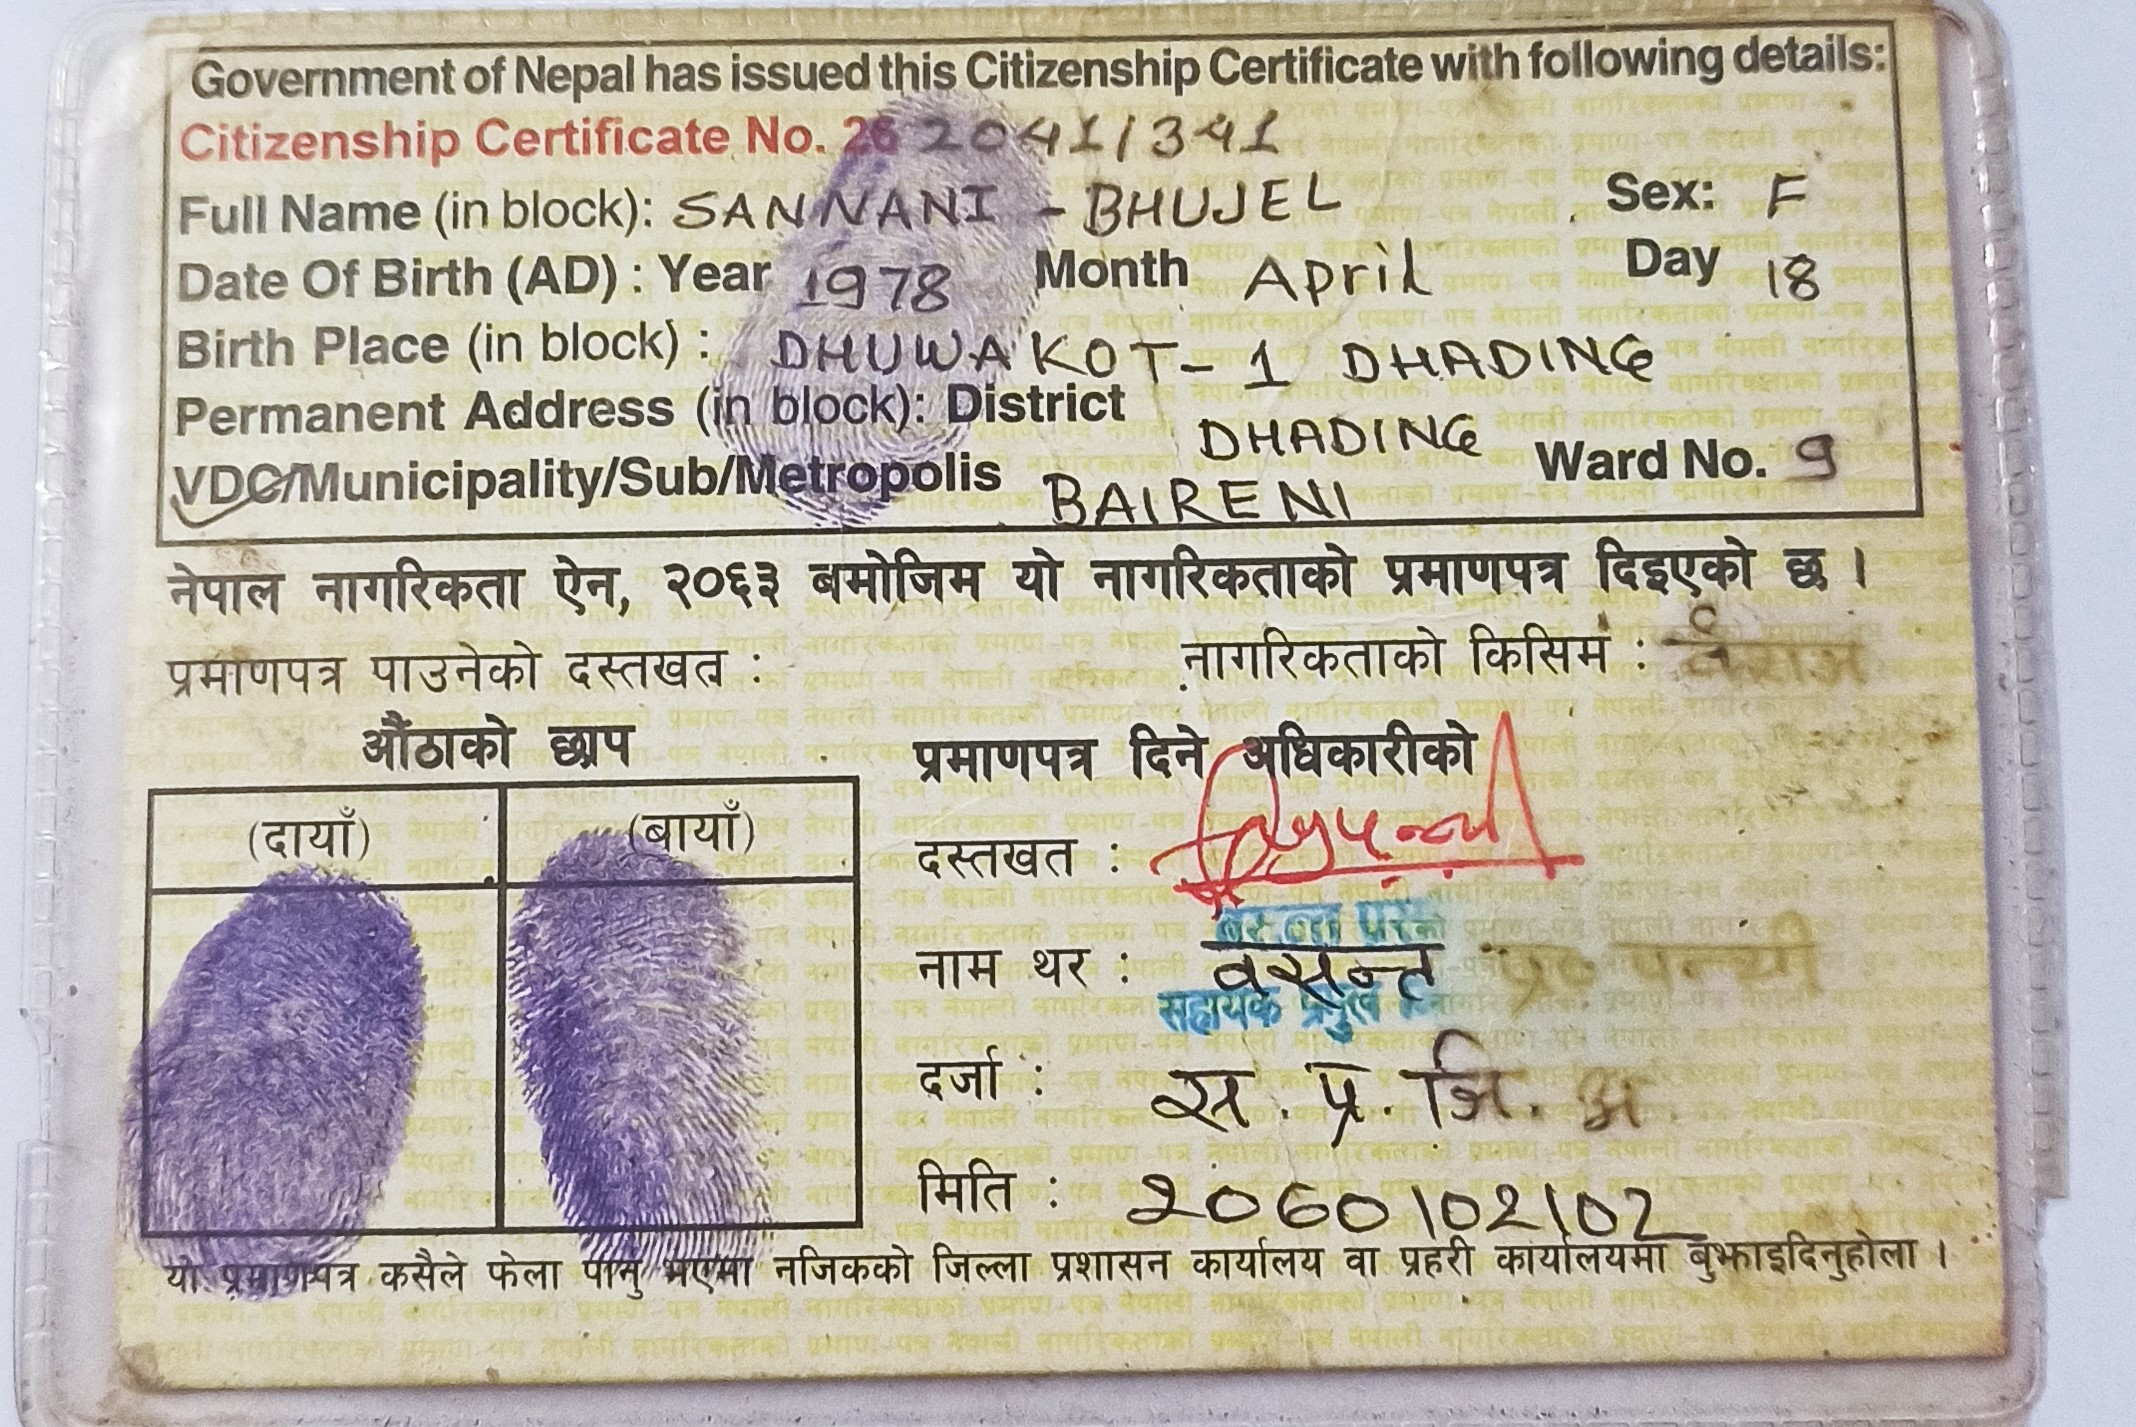 Government of Nepal has issued this Citizenship Certificate with following details:
Citizenship Certificate No. 26 2041/341
Full Name (in block): SANNANI - BHUJEL Sex: F
Date Of Birth (AD) : Year 1978 Month April Day 18
Birth Place (in block) : DHUWAKOT- 1 DHADING
Permanent Address (in block): District DHADING
VDC/Municipality/Sub/Metropolis BAIRENI Ward No. 9
नेपाल नागरिकता ऐन, २०६३ बमोजिम यो नागरिकताको प्रमाणपत्र दिइएको छ ।
प्रमाणपत्र पाउनेको दस्तखत : नागरिकताको किसिम :
औंठाको छाप
(दायाँ) (बायाँ)
प्रमाणपत्र दिने अधिकारीको
दस्तखत :
नाम थर : वसन्त
सहायक प्रमुख
दर्जा : स. प्र. जि. अ
मिति : 2060/02/02
यो प्रमाणपत्र कसैले फेला पार्नु भएमा नजिकको जिल्ला प्रशासन कार्यालय वा प्रहरी कार्यालयमा बुझाइदिनुहोला ।